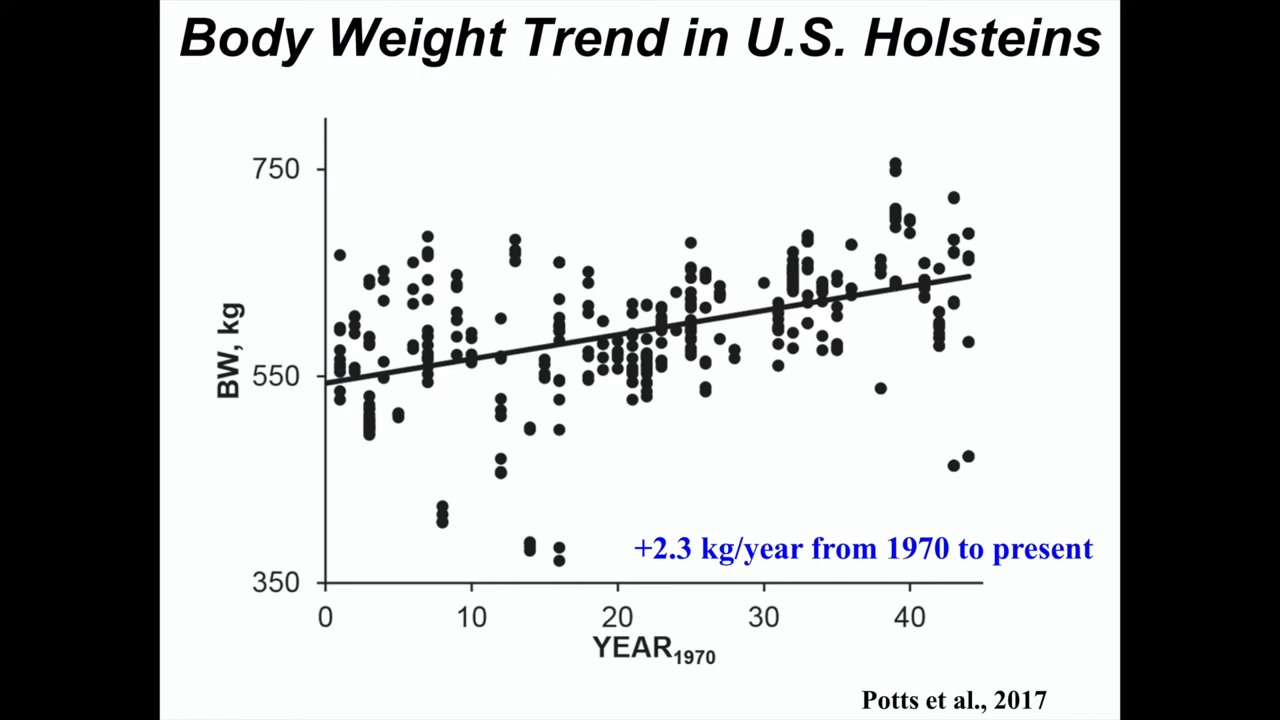 Body Weight Trend in U.S. Holsteins
750
550
350
BW, kg
+2.3 kg/year from 1970 to present
0 10 20 30 40
YEAR1970
Potts et al., 2017